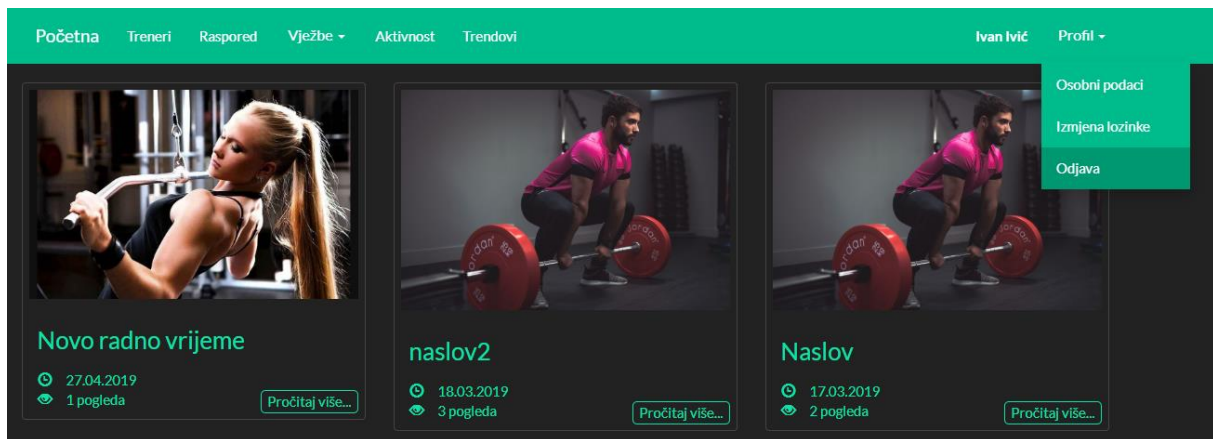 Početna Treneri Raspored Vježbe Aktivnost Trendovi Ivan Ivić Profil
Osobni podaci
Izmjena lozinke
Odjava
Novo radno vrijeme
27.04.2019
1 pogleda
Pročitaj više...
naslov2
18.03.2019
3 pogleda
Pročitaj više...
Naslov
17.03.2019
2 pogleda
Pročitaj više...